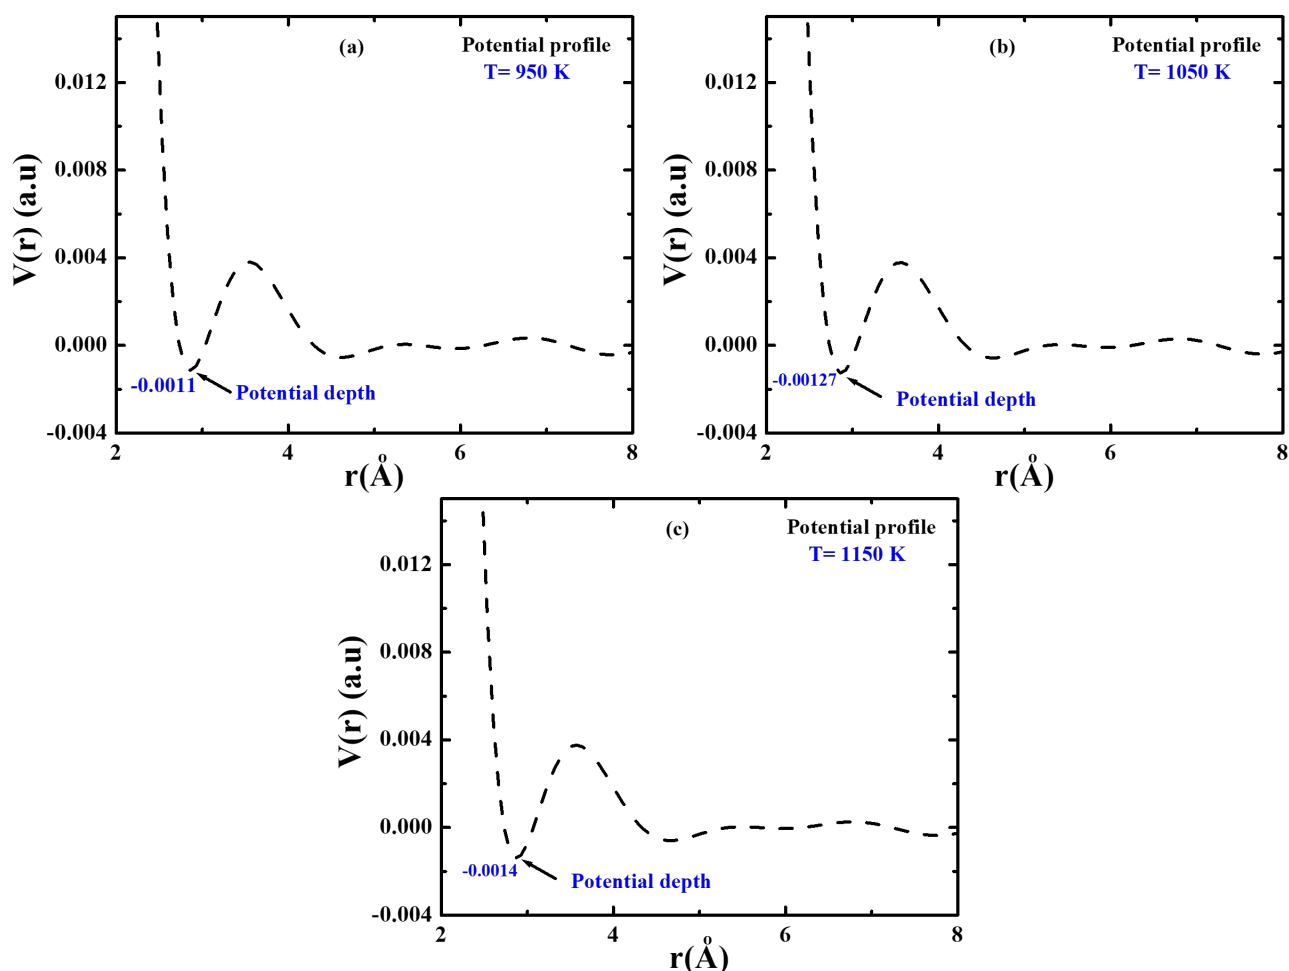 (a)
Potential profile
T= 950 K
0.012
0.008
0.004
0.000
-0.004
V(r) (a.u)
-0.0011
Potential depth
2
4
6
8
r(Å)
(b)
Potential profile
T= 1050 K
0.012
0.008
0.004
0.000
-0.004
V(r) (a.u)
-0.00127
Potential depth
2
4
6
8
r(Å)
(c)
Potential profile
T= 1150 K
0.012
0.008
0.004
0.000
-0.004
V(r) (a.u)
-0.0014
Potential depth
2
4
6
8
r(Å)